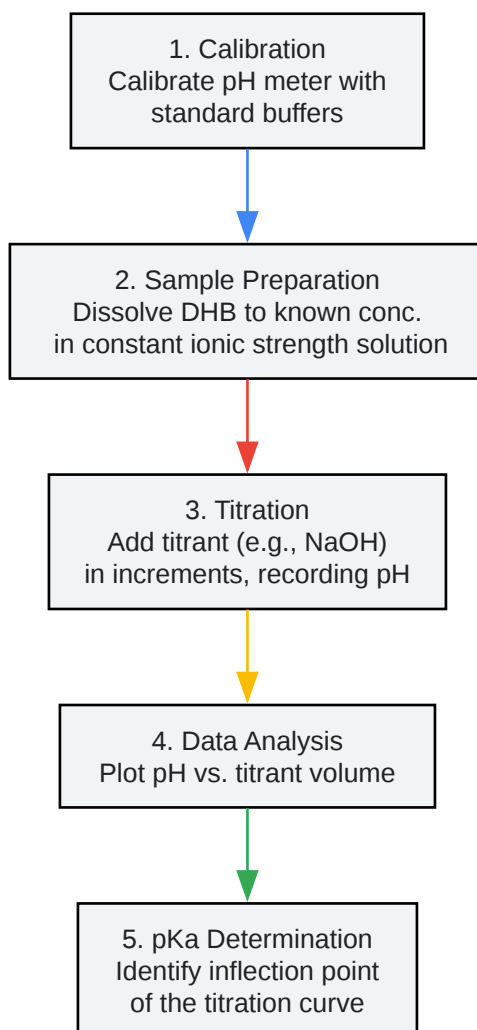 1. Calibration
Calibrate pH meter with
standard buffers
2. Sample Preparation
Dissolve DHB to known conc.
in constant ionic strength solution
3. Titration
Add titrant (e.g., NaOH)
in increments, recording pH
4. Data Analysis
Plot pH vs. titrant volume
5. pKa Determination
Identify inflection point
of the titration curve